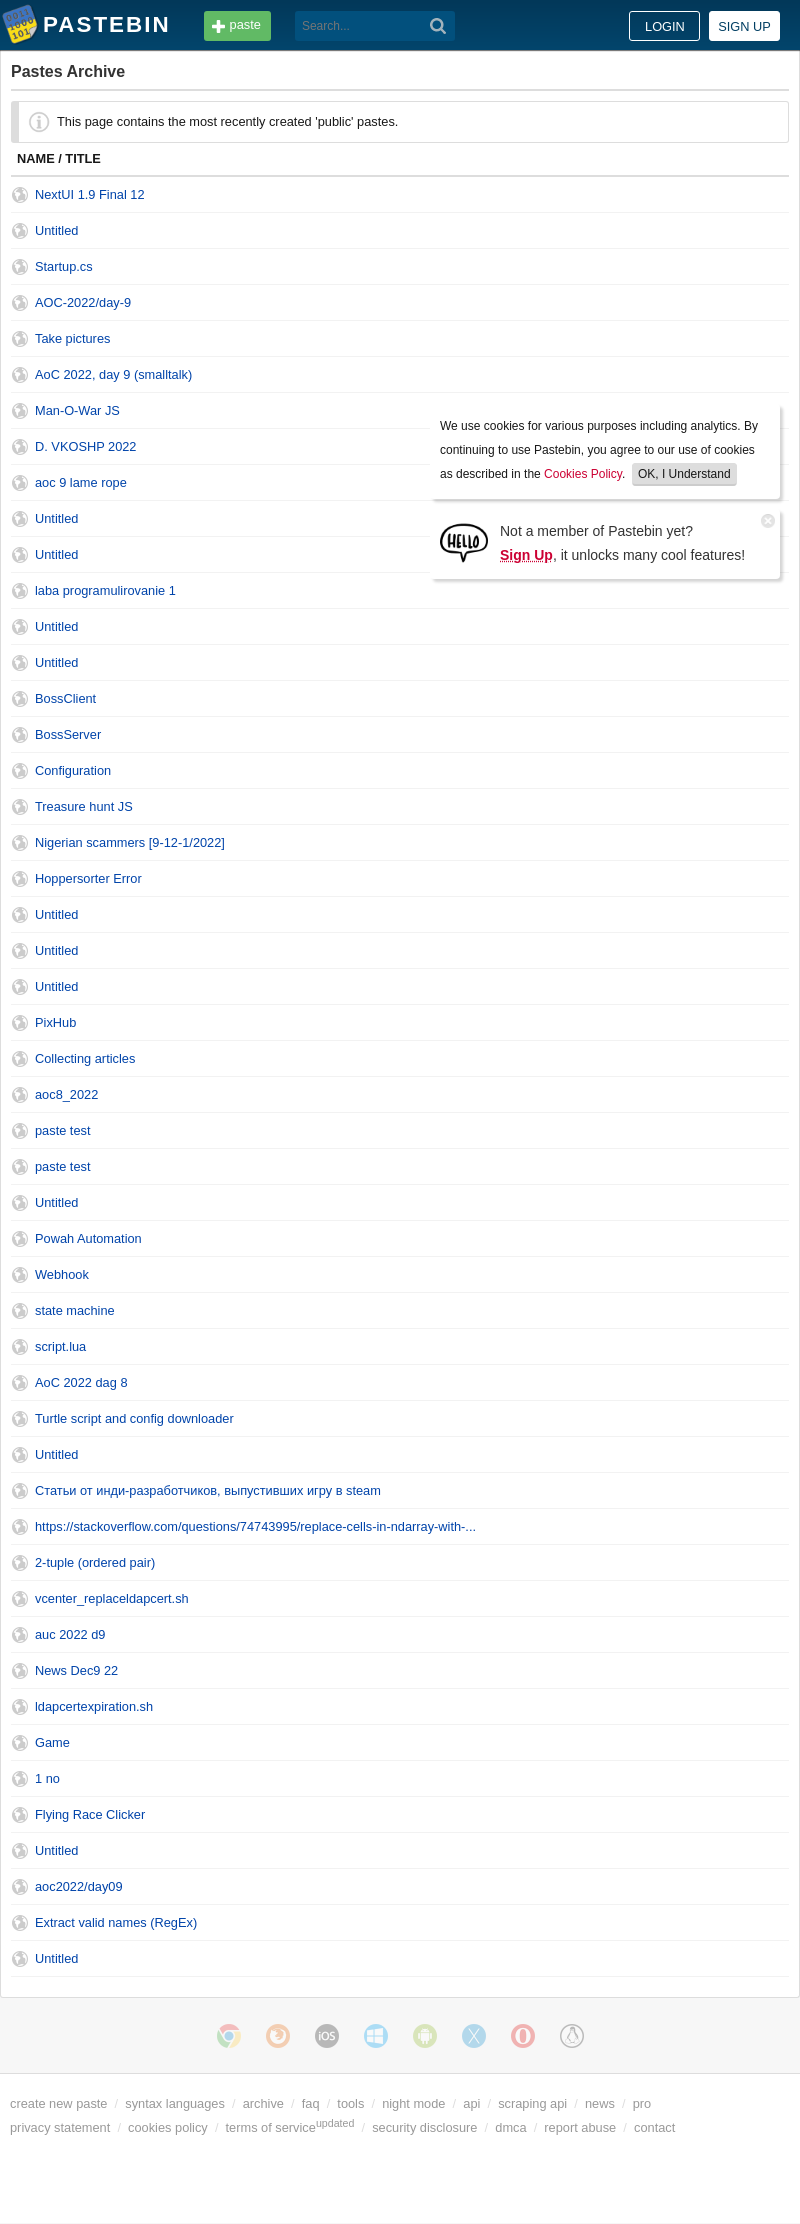 PASTEBIN
paste
Search...
LOGIN
SIGN UP
Pastes Archive
This page contains the most recently created 'public' pastes.
NAME / TITLE
NextUI 1.9 Final 12
Untitled
Startup.cs
AOC-2022/day-9
Take pictures
AoC 2022, day 9 (smalltalk)
Man-O-War JS
D. VKOSHP 2022
aoc 9 lame rope
Untitled
Untitled
laba programulirovanie 1
Untitled
Untitled
BossClient
BossServer
Configuration
Treasure hunt JS
Nigerian scammers [9-12-1/2022]
Hoppersorter Error
Untitled
Untitled
Untitled
PixHub
Collecting articles
aoc8_2022
paste test
paste test
Untitled
Powah Automation
Webhook
state machine
script.lua
AoC 2022 dag 8
Turtle script and config downloader
Untitled
Статьи от инди-разработчиков, выпустивших игру в steam
https://stackoverflow.com/questions/74743995/replace-cells-in-ndarray-with-...
2-tuple (ordered pair)
vcenter_replaceldapcert.sh
auc 2022 d9
News Dec9 22
ldapcertexpiration.sh
Game
1 no
Flying Race Clicker
Untitled
aoc2022/day09
Extract valid names (RegEx)
Untitled
We use cookies for various purposes including analytics. By
continuing to use Pastebin, you agree to our use of cookies
as described in the Cookies Policy. OK, I Understand
HELLO
Not a member of Pastebin yet?
Sign Up, it unlocks many cool features!
iOS
create new paste / syntax languages / archive / faq / tools / night mode / api / scraping api / news / pro
privacy statement / cookies policy / terms of service updated / security disclosure / dmca / report abuse / contact